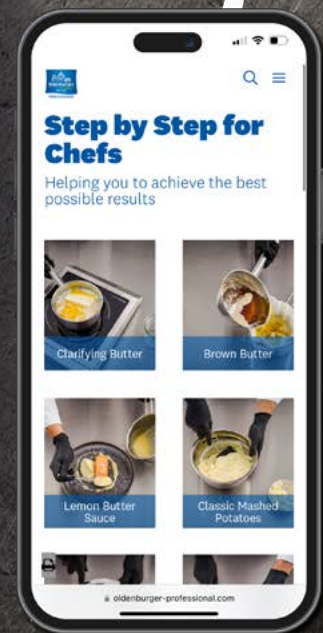 Step by Step for
Chefs
Helping you to achieve the best
possible results
Clarifying Butter
Brown Butter
Lemon Butter
Sauce
Classic Mashed
Potatoes
oldenburger-professional.com